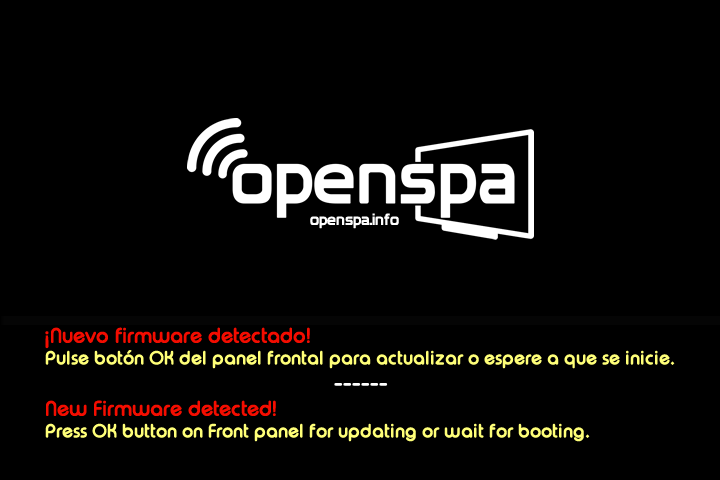 openspa
openspa.info
¡Nuevo firmware detectado!
Pulse botón OK del panel frontal para actualizar o espere a que se inicie.
------
New Firmware detected!
Press OK button on Front panel for updating or wait for booting.